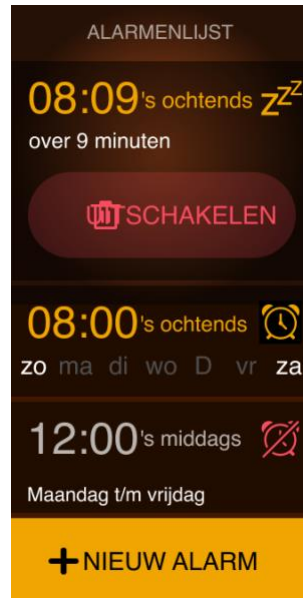 ALARMENLIJST
08:09 's ochtends zZZ
over 9 minuten
UITSCHAKELEN
08:00 's ochtends
zo ma di wo D vr za
12:00 's middags
Maandag t/m vrijdag
+NIEUW ALARM